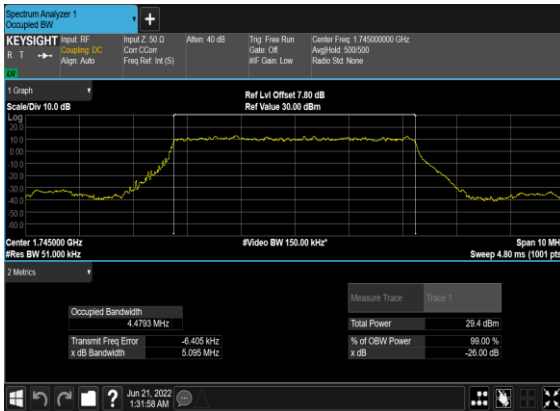 Spectrum Analyzer 1
Occupied BW
+
KEYSIGHT
R T
LXI
Input: RF
Coupling: DC
Align: Auto
Input Z: 50 Ω
Corr CCorr
Freq Ref: Int (S)
Atten: 40 dB
Trig: Free Run
Gate: Off
#IF Gain: Low
Center Freq: 1.745000000 GHz
Avg|Hold: 500/500
Radio Std: None
1 Graph
Scale/Div 10.0 dB
Ref Lvl Offset 7.80 dB
Ref Value 30.00 dBm
Log
20.0
10.0
0.00
-10.0
-20.0
-30.0
-40.0
-50.0
-60.0
Center 1.745000 GHz
#Res BW 51.000 kHz
#Video BW 150.00 kHz*
Span 10 MH
Sweep 4.80 ms (1001 pts
2 Metrics
Measure Trace
Trace 1
Occupied Bandwidth
4.4793 MHz
Total Power
29.4 dBm
Transmit Freq Error
-6.405 kHz
% of OBW Power
99.00 %
x dB Bandwidth
5.095 MHz
x dB
-26.00 dB
?
Jun 21, 2022
1:31:58 AM